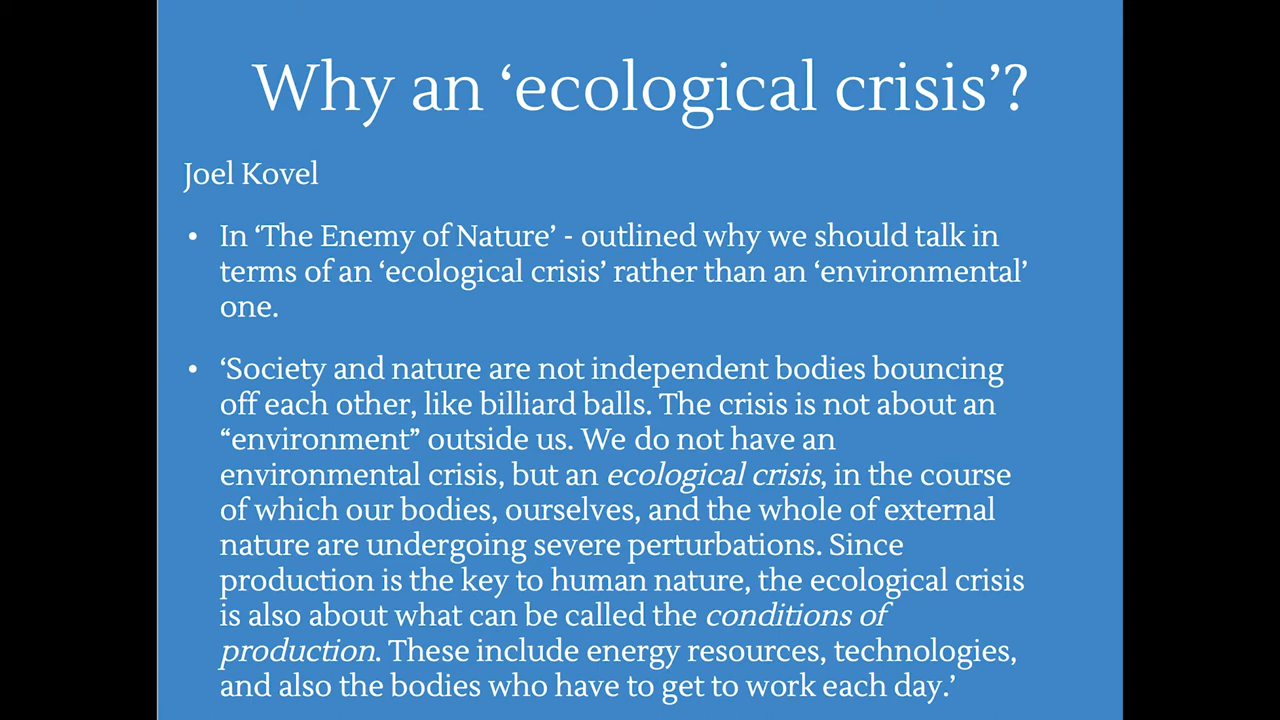 Why an ‘ecological crisis’?
Joel Kovel
• In ‘The Enemy of Nature’ - outlined why we should talk in
terms of an ‘ecological crisis’ rather than an ‘environmental’
one.
• ‘Society and nature are not independent bodies bouncing
off each other, like billiard balls. The crisis is not about an
“environment” outside us. We do not have an
environmental crisis, but an ecological crisis, in the course
of which our bodies, ourselves, and the whole of external
nature are undergoing severe perturbations. Since
production is the key to human nature, the ecological crisis
is also about what can be called the conditions of
production. These include energy resources, technologies,
and also the bodies who have to get to work each day.’